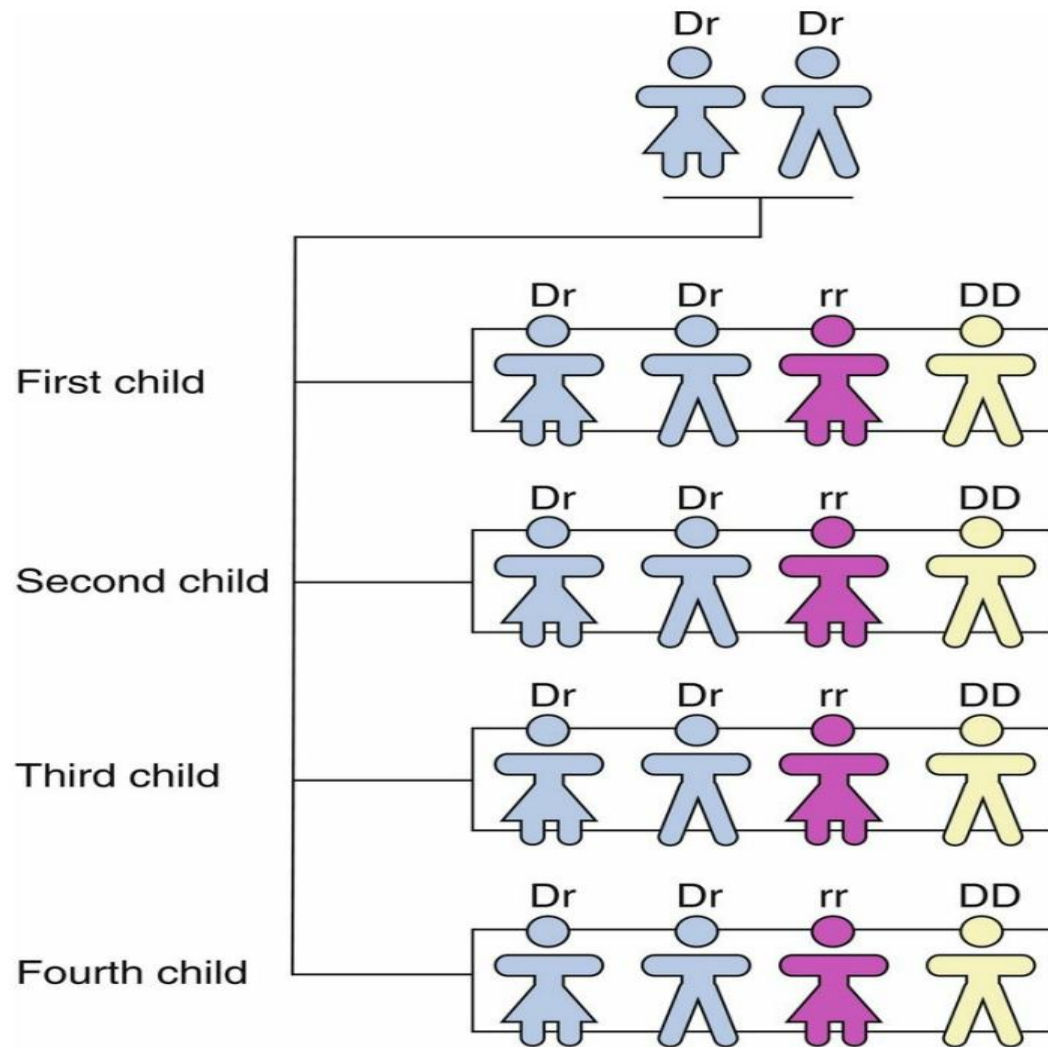 Dr Dr
Dr Dr rr DD
First child
Dr Dr rr DD
Second child
Dr Dr rr DD
Third child
Dr Dr rr DD
Fourth child